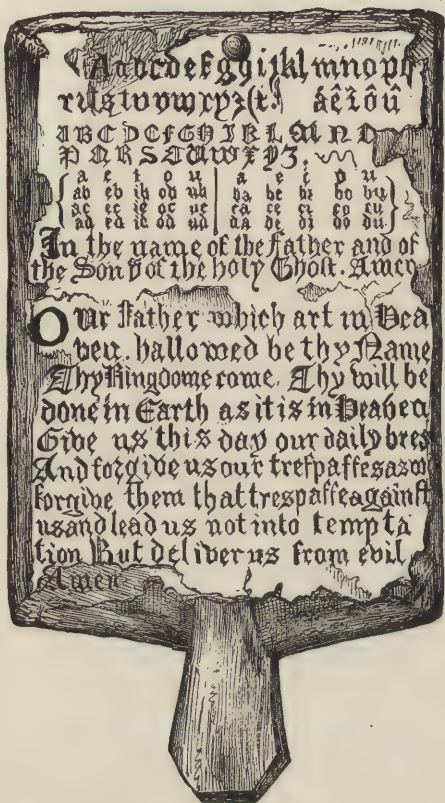 Aabcdefghijklmnopq
rſstuvwxyz&c. áêîôû
ABCDEFGHIJKLMNO
PQRSTUWXYZ.
a e i o u | a e i o u
ab eb ib ob ub | ba be bi bo bu
ac ec ic oc uc | ca ce ci co cu
ad ed id od ud | da de di do du
In the name of the Father and of
the Son & of the holy Ghost. Amen
Our Father which art in Hea
ven. hallowed be thy Name
Thy Kingdome come. Thy will be
done in Earth as it is in Heaven
Give us this day our daily bres
And forgive us our treſpaſſes as we
forgive them that trespaſſe againſt
us and lead us not into tempta
tion But deliver us from evil
Amen